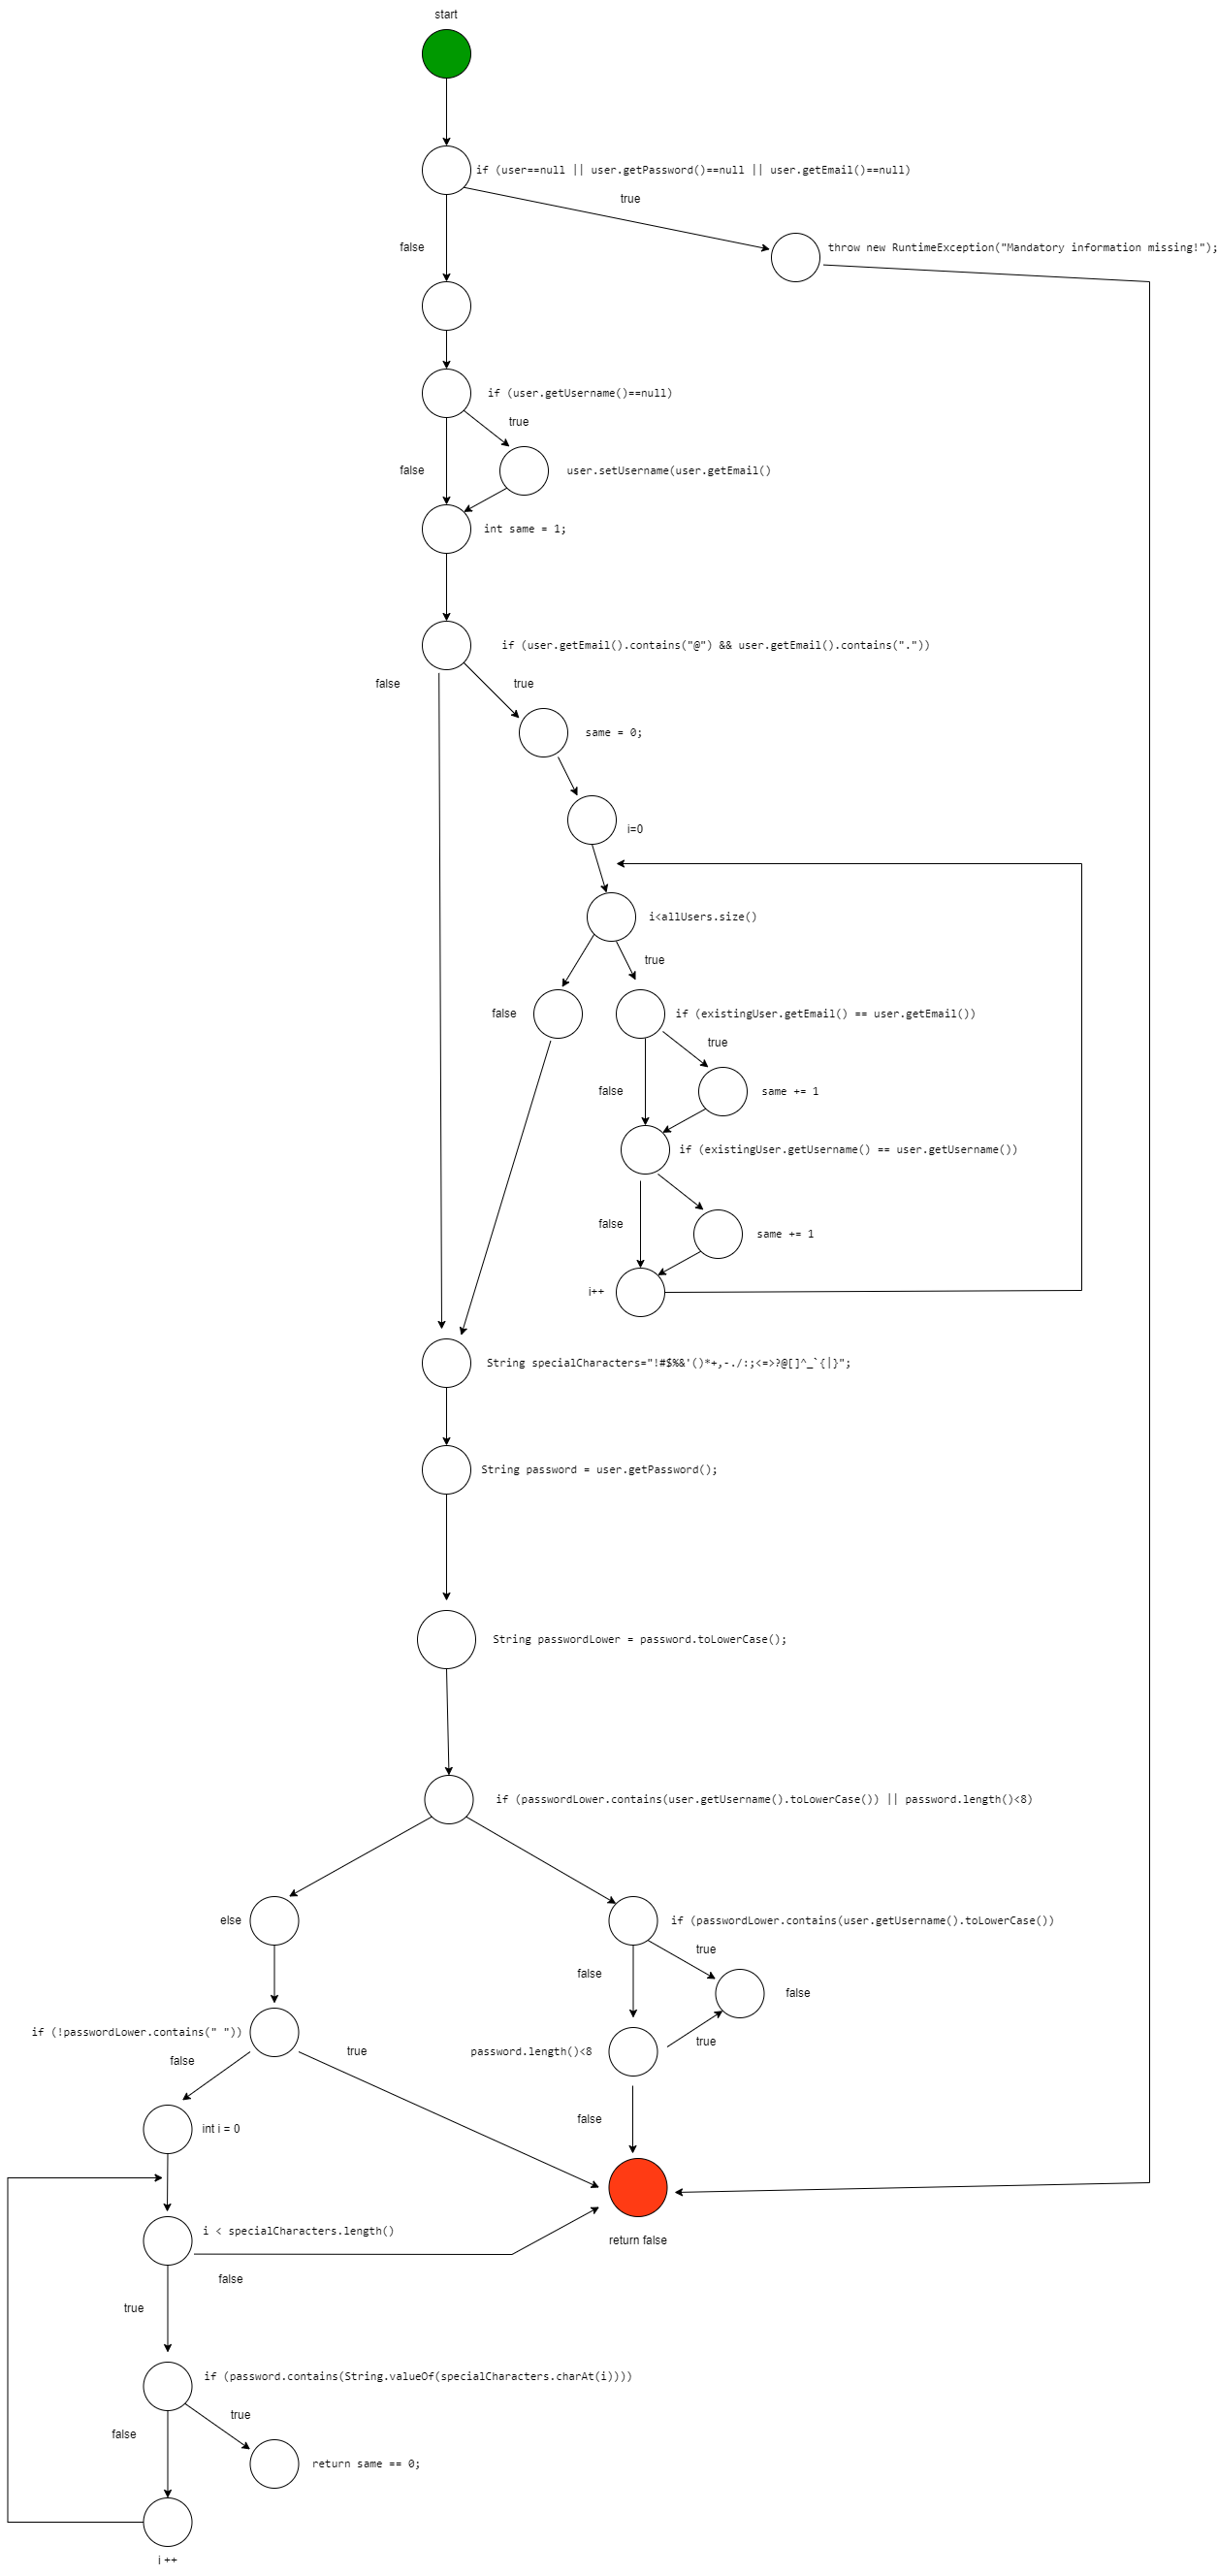 start
if (user==null || user.getPassword()==null || user.getEmail()==null)
true
false
throw new RuntimeException("Mandatory information missing!");
if (user.getUsername()==null)
true
false
user.setUsername(user.getEmail()
int same = 1;
if (user.getEmail().contains("@") && user.getEmail().contains("."))
false
true
same = 0;
i=0
i<allUsers.size()
true
false
if (existingUser.getEmail() == user.getEmail())
true
false
same += 1
if (existingUser.getUsername() == user.getUsername())
false
same += 1
i++
String specialCharacters="!#$%&'()*+,-./:;<=>?@[]^_`{|}";
String password = user.getPassword();
String passwordLower = password.toLowerCase();
if (passwordLower.contains(user.getUsername().toLowerCase()) || password.length()<8)
else
if (passwordLower.contains(user.getUsername().toLowerCase())
true
false
false
if (!passwordLower.contains(" "))
true
password.length()<8
true
false
false
int i = 0
i < specialCharacters.length()
return false
false
true
if (password.contains(String.valueOf(specialCharacters.charAt(i))))
true
false
return same == 0;
i ++